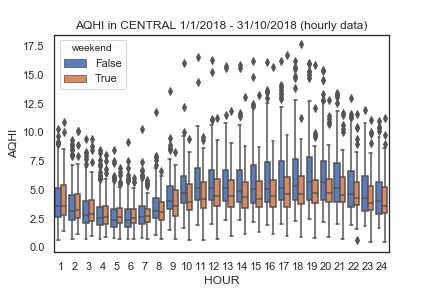 AQHI in CENTRAL 1/1/2018 - 31/10/2018 (hourly data)
weekend
False
True
17.5
15.0
12.5
10.0
7.5
5.0
2.5
0.0
AQHI
1 2 3 4 5 6 7 8 9 10 11 12 13 14 15 16 17 18 19 20 21 22 23 24
HOUR